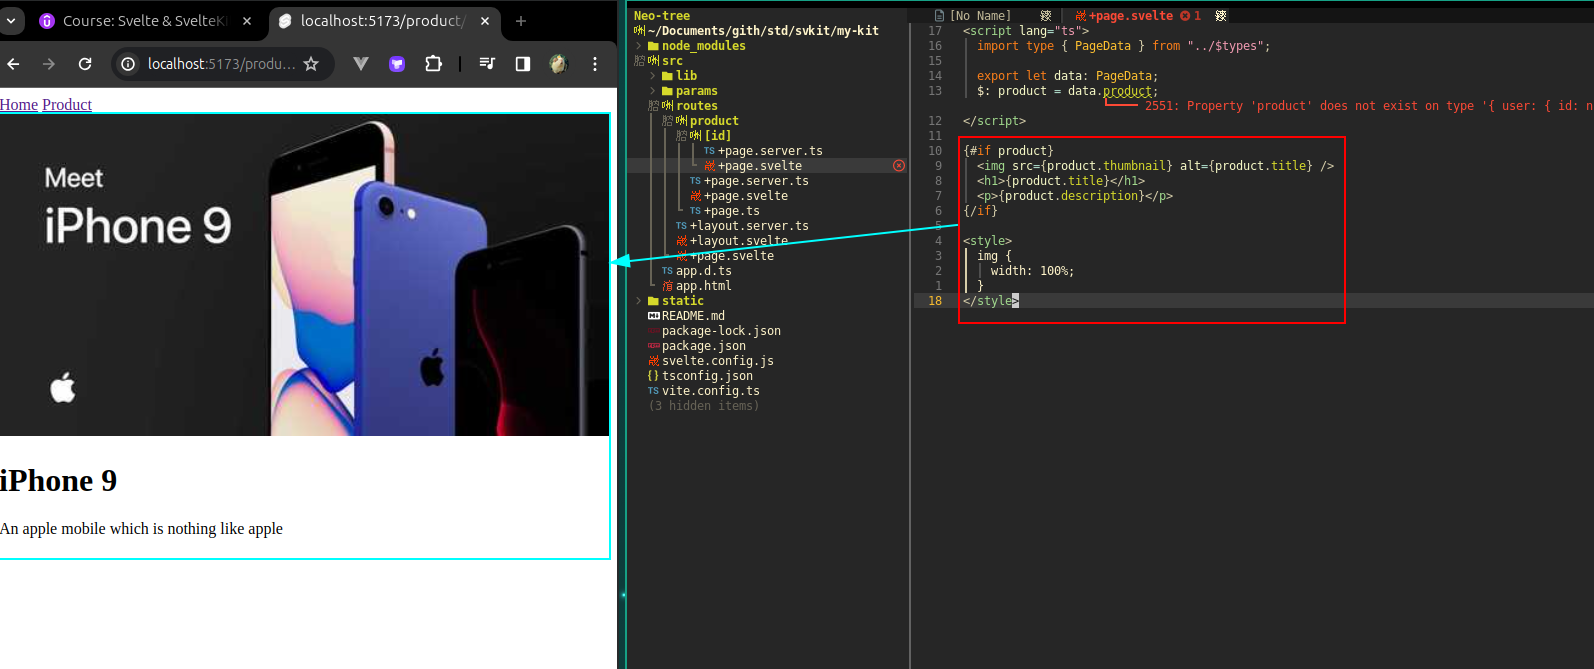 Course: Svelte & SvelteKi
localhost:5173/product/
localhost:5173/produ...
Home Product
Meet
iPhone 9
iPhone 9
An apple mobile which is nothing like apple
Neo-tree
~/Documents/gith/std/svkit/my-kit
node_modules
src
lib
params
routes
product
[id]
TS +page.server.ts
+page.svelte
TS +page.server.ts
+page.svelte
TS +page.ts
TS +layout.server.ts
+layout.svelte
+page.svelte
TS app.d.ts
app.html
static
README.md
package-lock.json
package.json
svelte.config.js
{} tsconfig.json
TS vite.config.ts
(3 hidden items)
[No Name]
+page.svelte 1
17 <script lang="ts">
16 import type { PageData } from "../$types";
15
14 export let data: PageData;
13 $: product = data.product;
2551: Property 'product' does not exist on type '{ user: { id: n
12 </script>
11
10 {#if product}
9 <img src={product.thumbnail} alt={product.title} />
8 <h1>{product.title}</h1>
7 <p>{product.description}</p>
6 {/if}
5
4 <style>
3 img {
2 width: 100%;
1 }
18 </style>